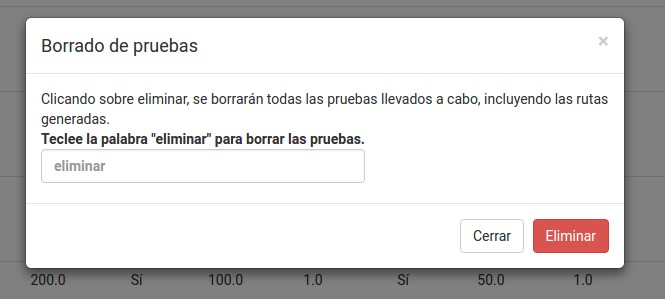 Borrado de pruebas
×
Clicando sobre eliminar, se borrarán todas las pruebas llevados a cabo, incluyendo las rutas
generadas.
Teclee la palabra "eliminar" para borrar las pruebas.
eliminar
Cerrar Eliminar
200.0 Sí 100.0 1.0 Sí 50.0 1.0